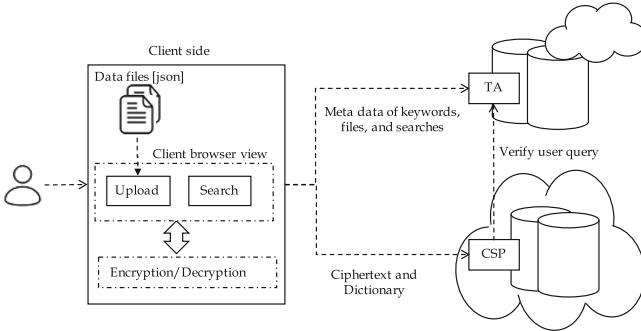 Client side
Data files [json]
Client browser view
Upload
Search
Encryption/Decryption
TA
Meta data of keywords,
files, and searches
Verify user query
CSP
Ciphertext and
Dictionary